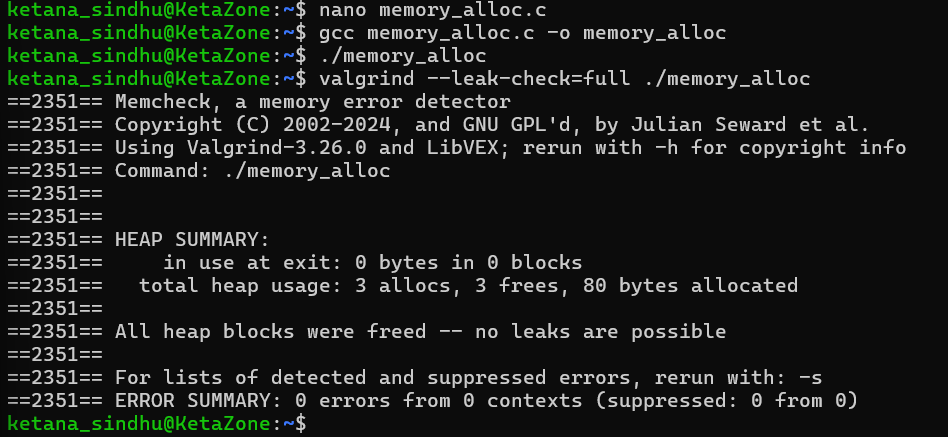 ketana_sindhu@KetaZone:~$ nano memory_alloc.c
ketana_sindhu@KetaZone:~$ gcc memory_alloc.c -o memory_alloc
ketana_sindhu@KetaZone:~$ ./memory_alloc
ketana_sindhu@KetaZone:~$ valgrind --leak-check=full ./memory_alloc
==2351== Memcheck, a memory error detector
==2351== Copyright (C) 2002-2024, and GNU GPL'd, by Julian Seward et al.
==2351== Using Valgrind-3.26.0 and LibVEX; rerun with -h for copyright info
==2351== Command: ./memory_alloc
==2351==
==2351==
==2351== HEAP SUMMARY:
==2351==     in use at exit: 0 bytes in 0 blocks
==2351==   total heap usage: 3 allocs, 3 frees, 80 bytes allocated
==2351==
==2351== All heap blocks were freed -- no leaks are possible
==2351==
==2351== For lists of detected and suppressed errors, rerun with: -s
==2351== ERROR SUMMARY: 0 errors from 0 contexts (suppressed: 0 from 0)
ketana_sindhu@KetaZone:~$